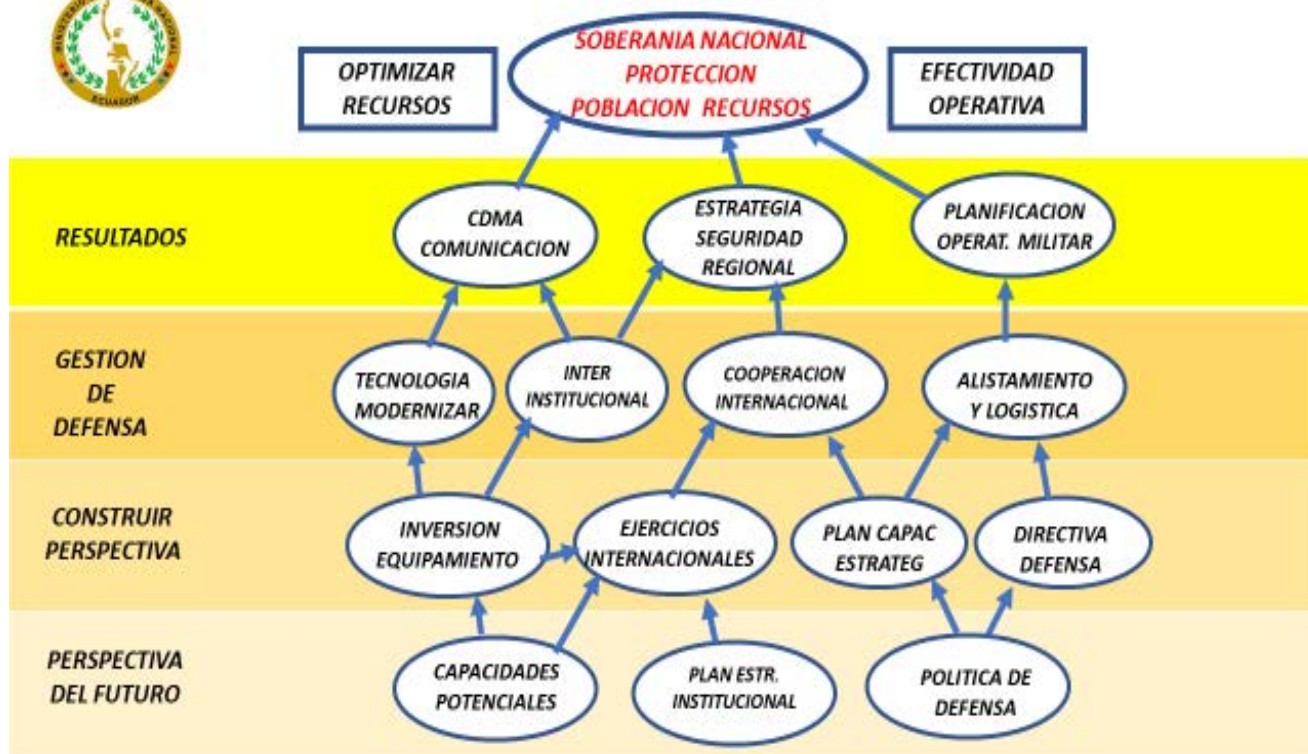 ECUADOR
OPTIMIZAR
RECURSOS
SOBERANIA NACIONAL
PROTECCION
POBLACION RECURSOS
EFECTIVIDAD
OPERATIVA
RESULTADOS
CDMA
COMUNICACION
ESTRATEGIA
SEGURIDAD
REGIONAL
PLANIFICACION
OPERAT. MILITAR
GESTION
DE
DEFENSA
TECNOLOGIA
MODERNIZAR
INTER
INSTITUCIONAL
COOPERACION
INTERNACIONAL
ALISTAMIENTO
Y LOGISTICA
CONSTRUIR
PERSPECTIVA
INVERSION
EQUIPAMIENTO
EJERCICIOS
INTERNACIONALES
PLAN CAPAC
ESTRATEG
DIRECTIVA
DEFENSA
PERSPECTIVA
DEL FUTURO
CAPACIDADES
POTENCIALES
PLAN ESTR.
INSTITUCIONAL
POLITICA DE
DEFENSA